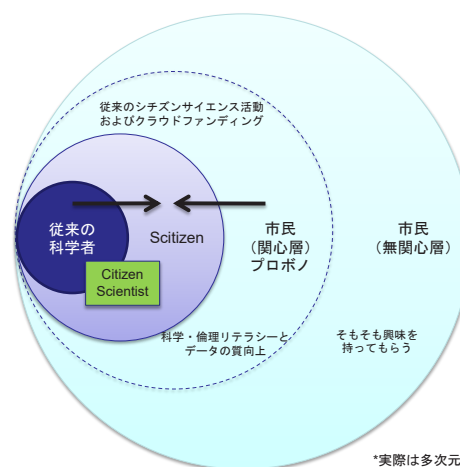 従来のシチズンサイエンス活動
およびクラウドファンディング
従来の
科学者
Scitizen
市民
（関心層）
プロボノ
市民
（無関心層）
Citizen
Scientist
科学・倫理リテラシーと
データの質向上
そもそも興味を
持ってもらう
*実際は多次元